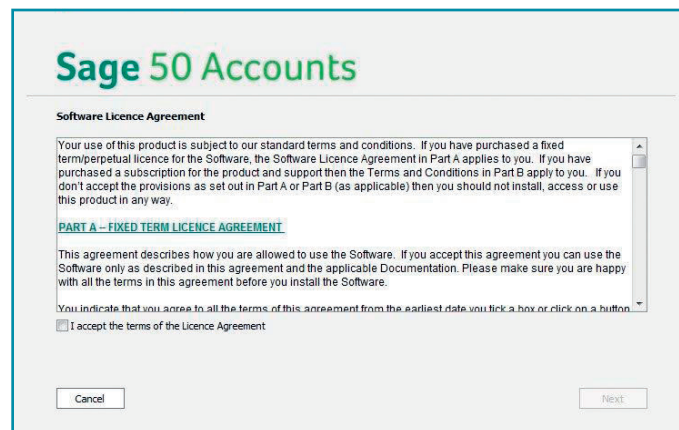 Sage 50 Accounts
Software Licence Agreement
Your use of this product is subject to our standard terms and conditions.  If you have purchased a fixed
term/perpetual licence for the Software, the Software Licence Agreement in Part A applies to you.  If you have
purchased a subscription for the product and support then the Terms and Conditions in Part B apply to you.  If you
don't accept the provisions as set out in Part A or Part B (as applicable) then you should not install, access or use
this product in any way.
PART A – FIXED TERM LICENCE AGREEMENT
This agreement describes how you are allowed to use the Software.  If you accept this agreement you can use the
Software only as described in this agreement and the applicable Documentation. Please make sure you are happy
with all the terms in this agreement before you install the Software.
You indicate that you agree to all the terms of this agreement from the earliest date you tick a box or click on a button
I accept the terms of the Licence Agreement
Cancel
Next